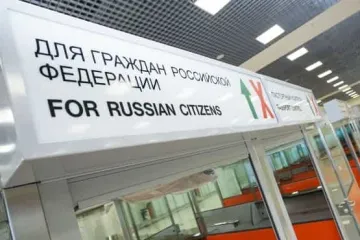 ДЛЯ ГРАЖДАН РОССИЙСКОЙ
ФЕДЕРАЦИИ
FOR RUSSIAN CITIZENS